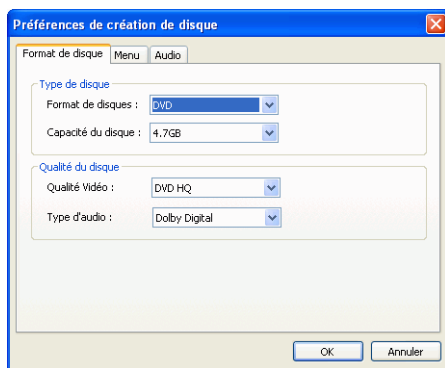 Préférences de création de disque
Format de disque Menu Audio
Type de disque
Format de disques : DVD
Capacité du disque : 4.7GB
Qualité du disque
Qualité Vidéo : DVD HQ
Type d'audio : Dolby Digital
OK Annuler